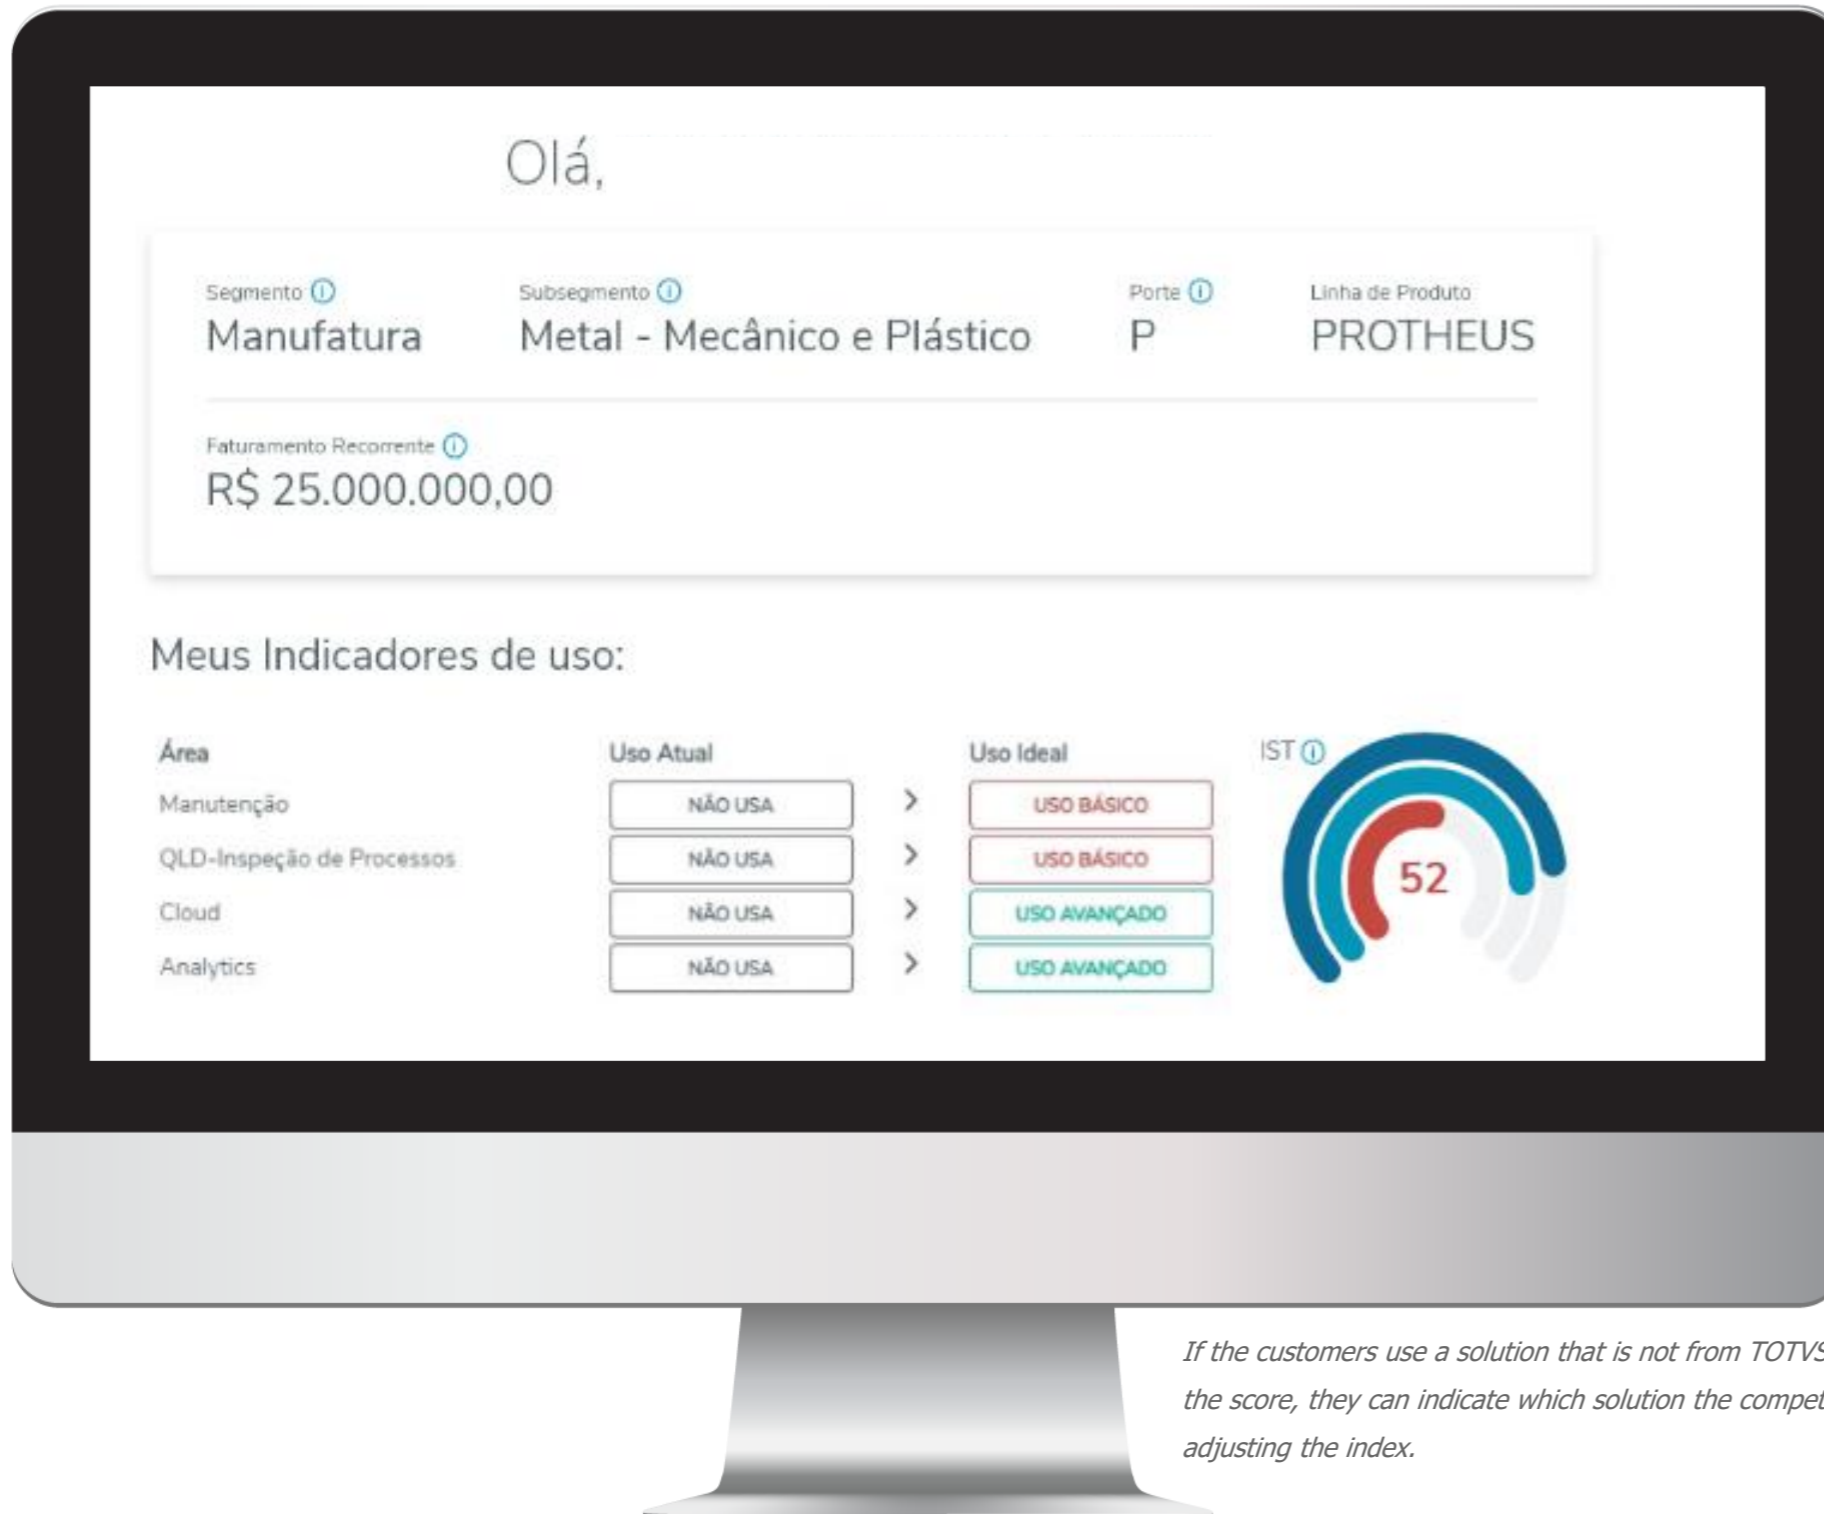 Olá,
Segmento
Subsegmento
Porte
Linha de Produto
Manufatura
Metal - Mecânico e Plástico
P
PROTHEUS
Faturamento Recorrente
R$ 25.000.000,00
Meus Indicadores de uso:
Área Uso Atual Uso Ideal IST
Manutenção NÃO USA > USO BÁSICO
QLD-Inspeção de Processos NÃO USA > USO BÁSICO
52
Cloud NÃO USA > USO AVANÇADO
Analytics NÃO USA > USO AVANÇADO
If the customers use a solution that is not from TOTVS
the score, they can indicate which solution the compet
adjusting the index.